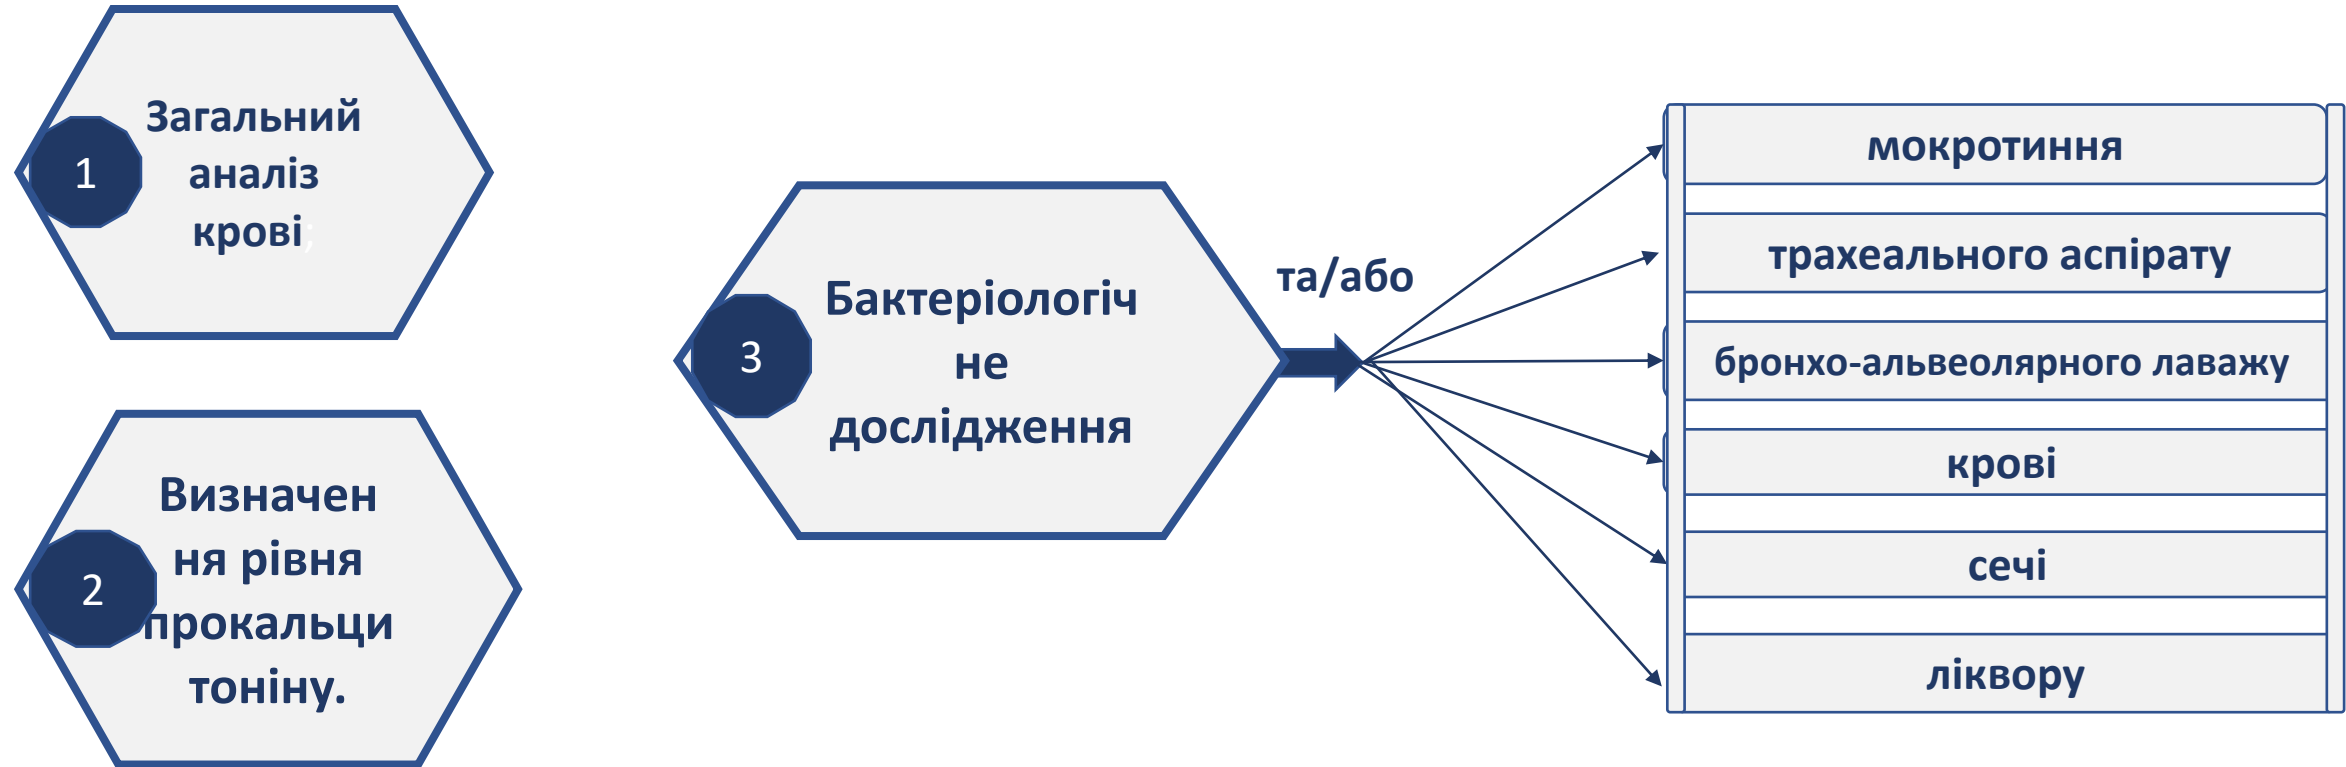 1
Загальний
аналіз
крові;
2
Визначен
ня рівня
прокальци
тоніну.
3
Бактеріологіч
не
дослідження
та/або
мокротиння
трахеального аспірату
бронхо-альвеолярного лаважу
крові
сечі
ліквору